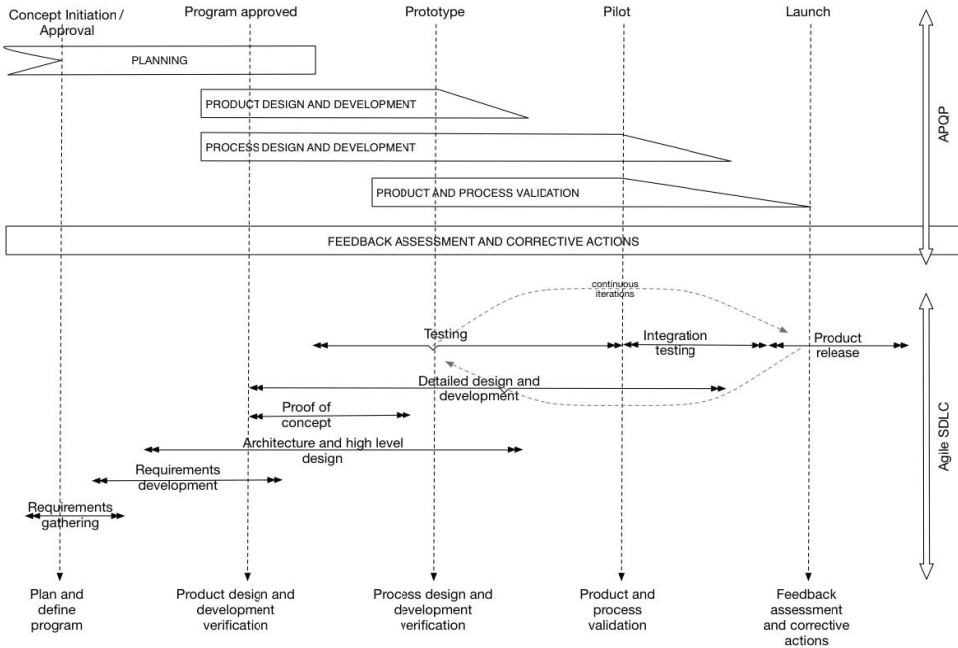 Concept Initiation /
Approval
Program approved
Prototype
Pilot
Launch
PLANNING
PRODUCT DESIGN AND DEVELOPMENT
PROCESS DESIGN AND DEVELOPMENT
PRODUCT AND PROCESS VALIDATION
FEEDBACK ASSESSMENT AND CORRECTIVE ACTIONS
APQP
continuous
iterations
Testing
Integration
testing
Product
release
Detailed design and
development
Proof of
concept
Architecture and high level
design
Requirements
development
Requirements
gathering
Agile SDLC
Plan and
define
program
Product design and
development
verification
Process design and
development
verification
Product and
process
validation
Feedback
assessment
and corrective
actions